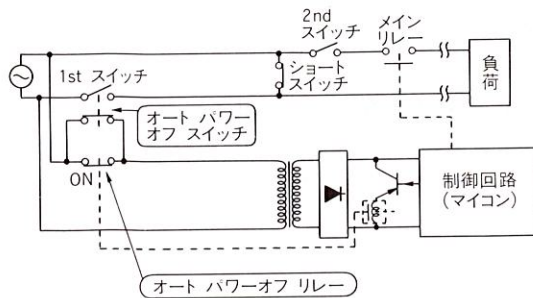 2nd
スイッチ
メイン
リレー
1st スイッチ
ショート
スイッチ
負荷
オート パワー
オフ スイッチ
ON
制御回路
(マイコン)
オート パワーオフ リレー